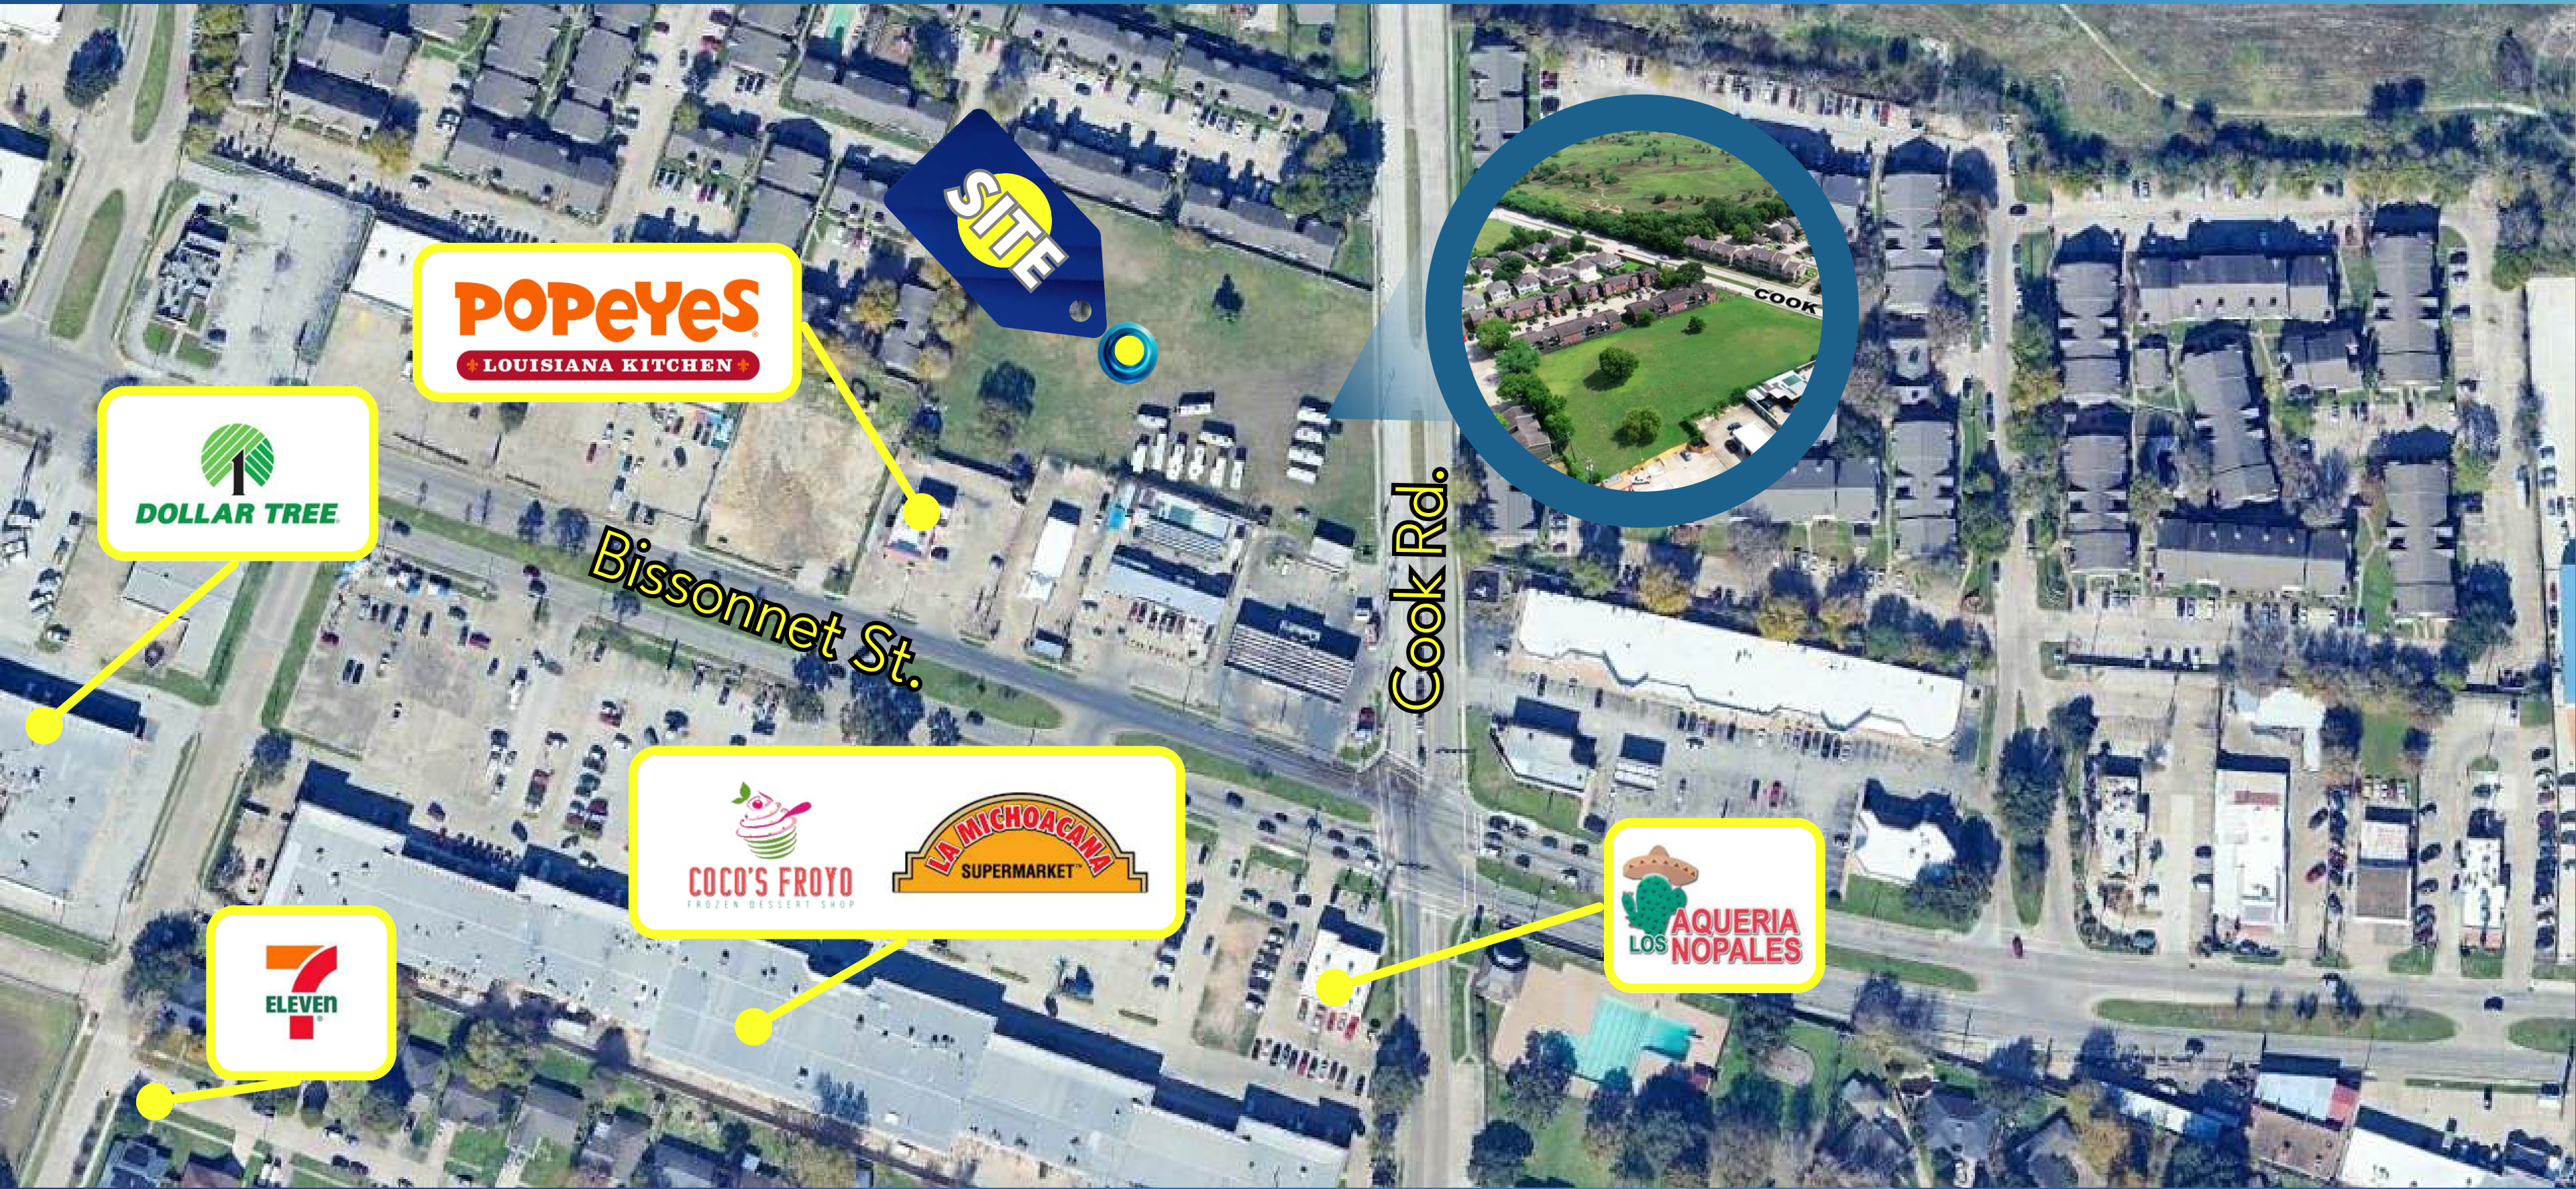 SITE
POPEYES
LOUISIANA KITCHEN
COOK
DOLLAR TREE
Bissonnet St.
Cook Rd.
COCO'S FROYO
FROZEN DESSERT SHOP
LA MICHOACANA
SUPERMARKET™
AQUERIA
LOS NOPALES
7
ELEVEN